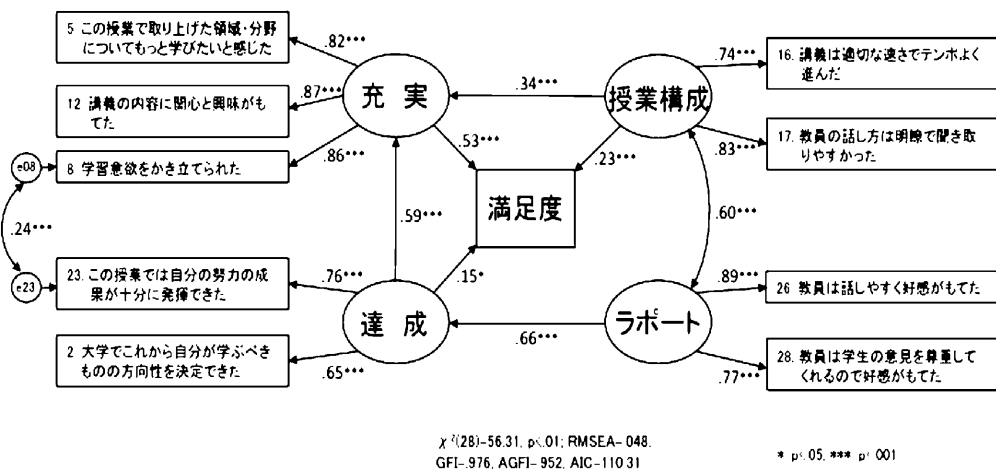 5 この授業で取り上げた領域・分野
についてもっと学びたいと感じた
.82***
12 講義の内容に関心と興味がも
てた
.87***
充 実
.86***
e08
8 学習意欲をかき立てられた
.24***
e23
23. この授業では自分の努力の成
果が十分に発揮できた
.76***
2 大学でこれから自分が学ぶべき
ものの方向性を決定できた
.65***
達 成
.59***
.53***
.34***
授業構成
.23***
満足度
.15*
.66***
ラポート
.60***
.74***
16. 講義は適切な速さでテンポよく
進んだ
.83***
17. 教員の話し方は明瞭で聞き取
りやすかった
.89***
26 教員は話しやすく好感がもてた
.77***
28. 教員は学生の意見を尊重して
くれるので好感がもてた
χ²(28)-56.31, p<.01; RMSEA-.048,
GFI-.976, AGFI-.952, AIC-110.31
* p<.05, *** p<.001